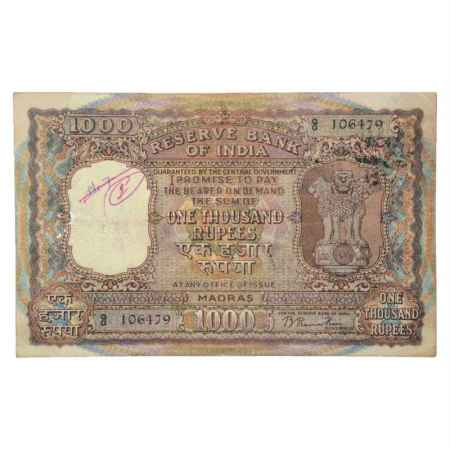 1000
106479
RESERVE BANK
OF INDIA
GUARANTEED BY THE CENTRAL GOVERNMENT
I PROMISE TO PAY
THE BEARER ON DEMAND
THE SUM OF
ONE THOUSAND
RUPEES
एक हज़ार
रुपया
AT ANY OFFICE OF ISSUE
MADRAS
एक
हज़ार
रुपया
106479
1000
ONE
THOUSAND
RUPEES